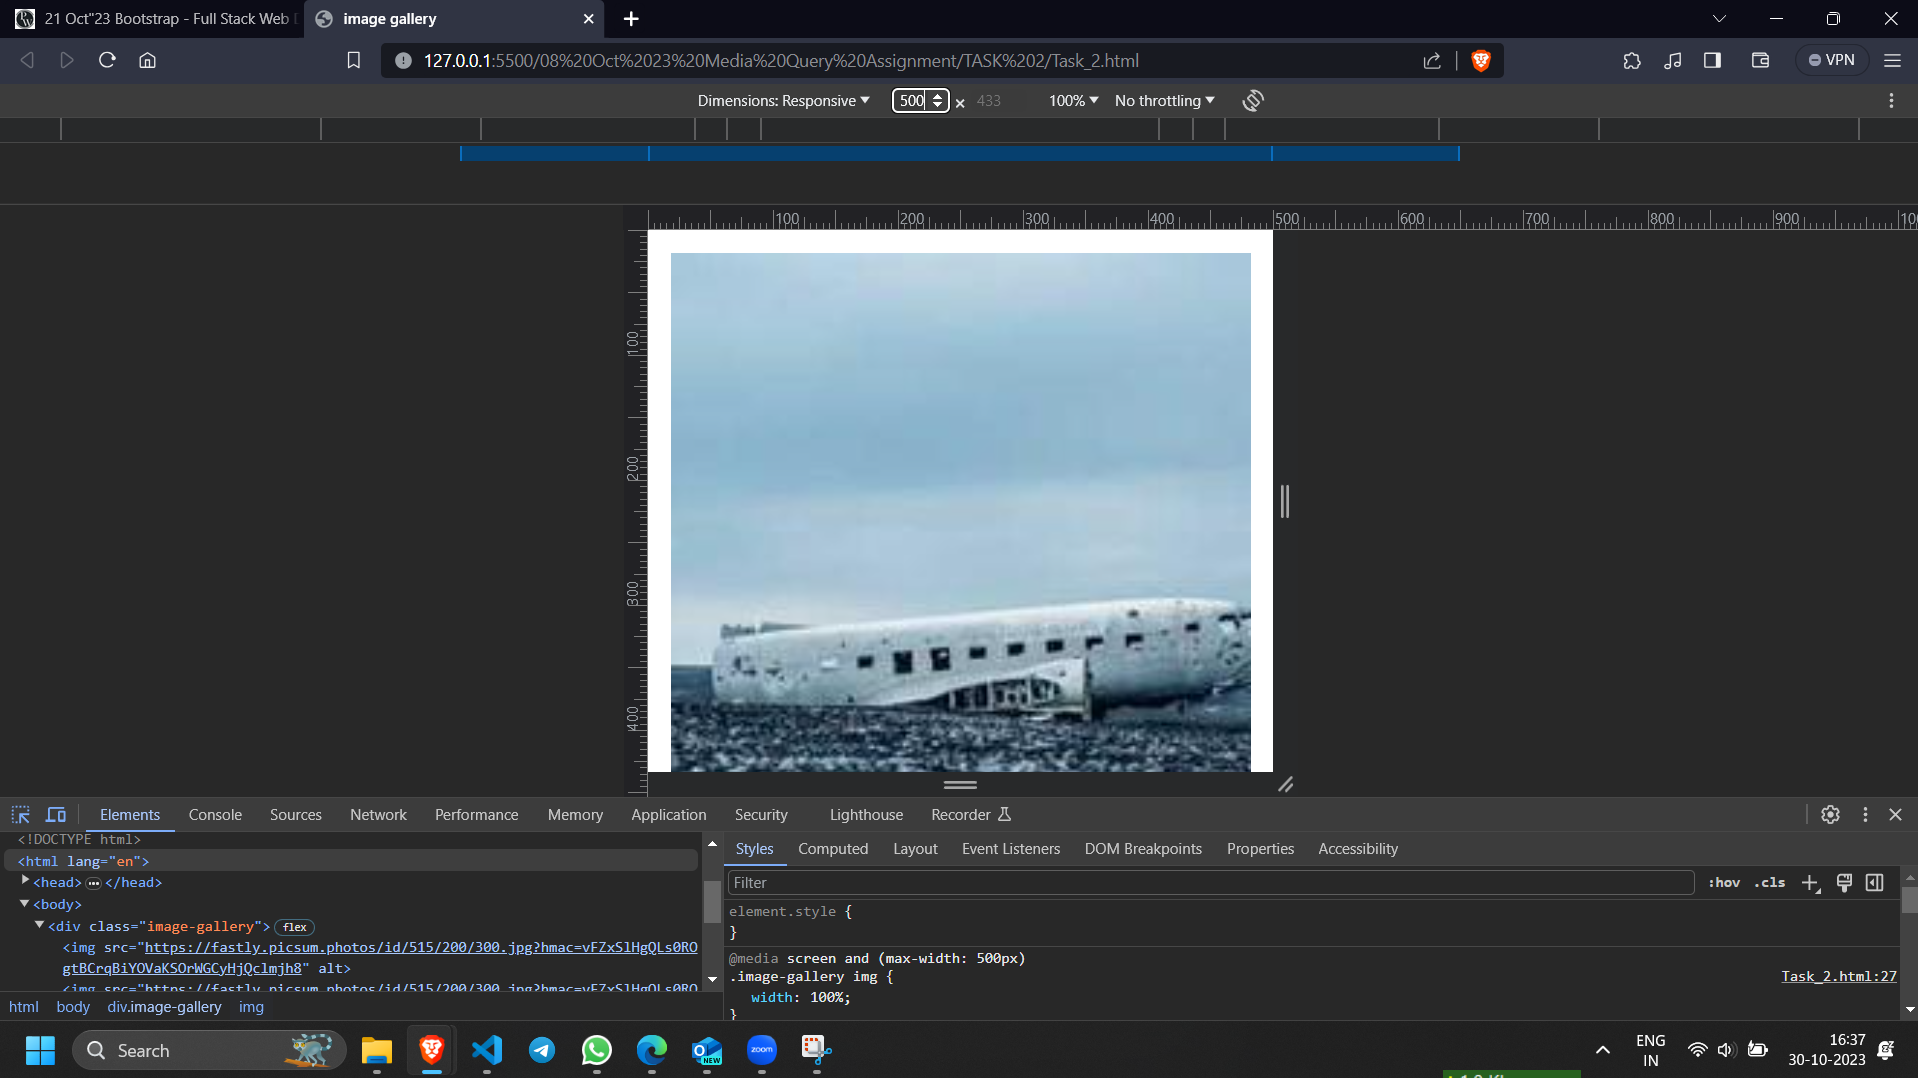 21 Oct"23 Bootstrap - Full Stack Web
image gallery
127.0.0.1:5500/08%20Oct%2023%20Media%20Query%20Assignment/TASK%202/Task_2.html
VPN
Dimensions: Responsive 500 × 433 100% No throttling
100 200 300 400 500 600 700 800 900
100
200
300
400
Elements Console Sources Network Performance Memory Application Security Lighthouse Recorder
<!DOCTYPE html>
<html lang="en">
<head> ••• </head>
<body>
<div class="image-gallery"> flex
<img src="https://fastly.picsum.photos/id/515/200/300.jpg?hmac=vFZxSlHgQLs0RO
gtBCrqBiYOVaKSOrWGCyHjQclmjh8" alt>
<img src="https://fastly.picsum.photos/id/515/200/300.jpg?hmac=vFZxSlHgQLs0RO
html body div.image-gallery img
Styles Computed Layout Event Listeners DOM Breakpoints Properties Accessibility
Filter :hov .cls
element.style {
}
@media screen and (max-width: 500px)
.image-gallery img { Task_2.html:27
width: 100%;
}
Search
NEW
zoom
ENG
IN
16:37
30-10-2023